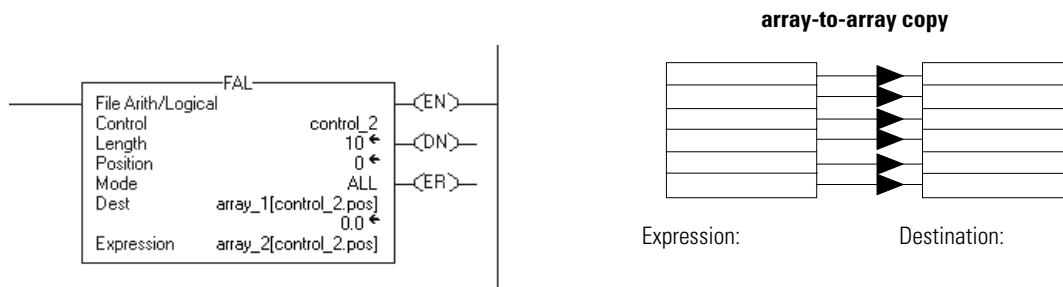 array-to-array copy
FAL
File Arith/Logical
Control control_2
Length 10
Position 0
Mode ALL
Dest array_1[control_2.pos]
0.0
Expression array_2[control_2.pos]
EN
DN
ER
Expression: Destination: